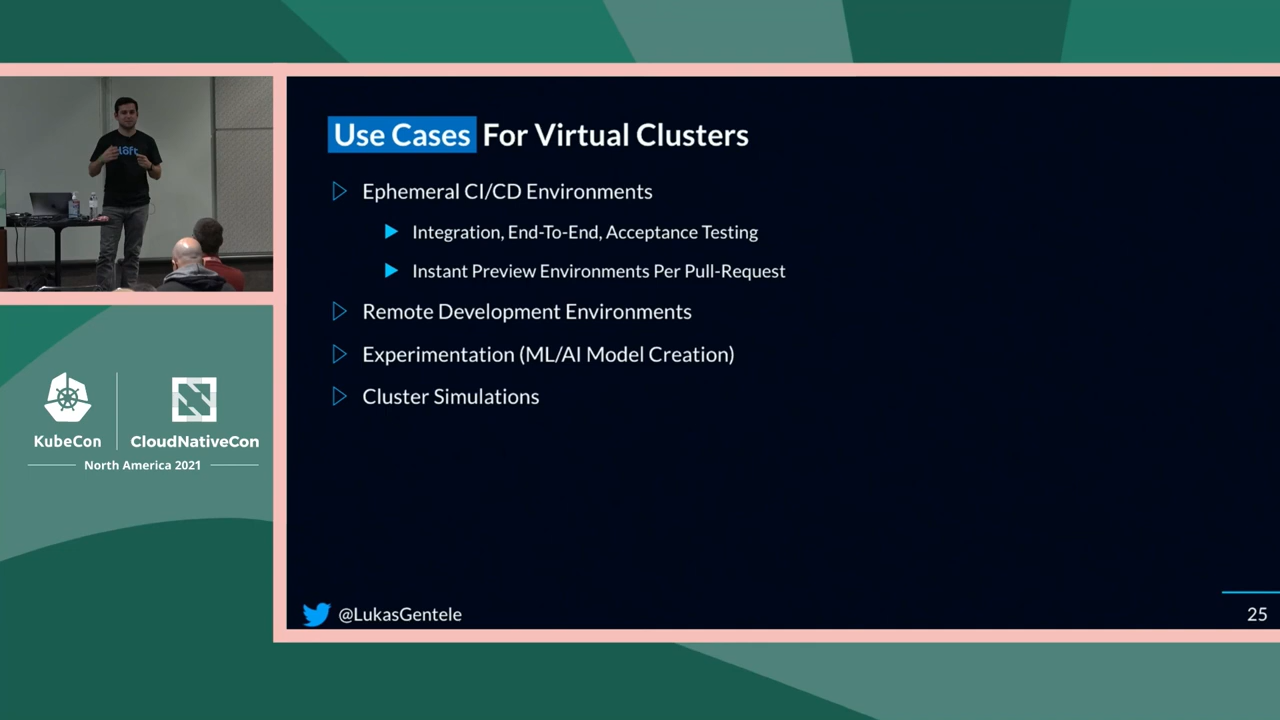 Use Cases For Virtual Clusters
Ephemeral CI/CD Environments
Integration, End-To-End, Acceptance Testing
Instant Preview Environments Per Pull-Request
Remote Development Environments
Experimentation (ML/AI Model Creation)
Cluster Simulations
@LukasGentele
25
loft
KubeCon
CloudNativeCon
North America 2021